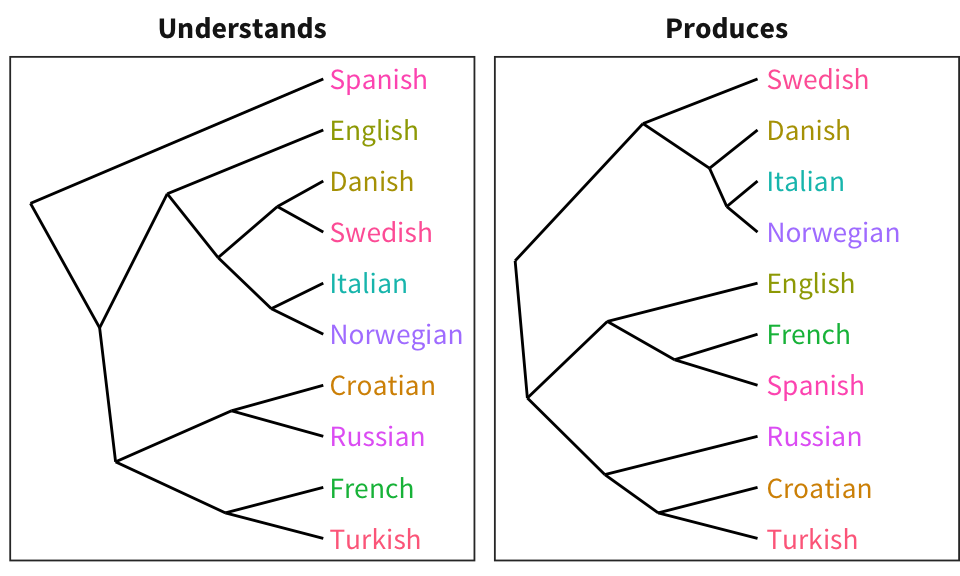 Understands
Spanish
English
Danish
Swedish
Italian
Norwegian
Croatian
Russian
French
Turkish
Produces
Swedish
Danish
Italian
Norwegian
English
French
Spanish
Russian
Croatian
Turkish